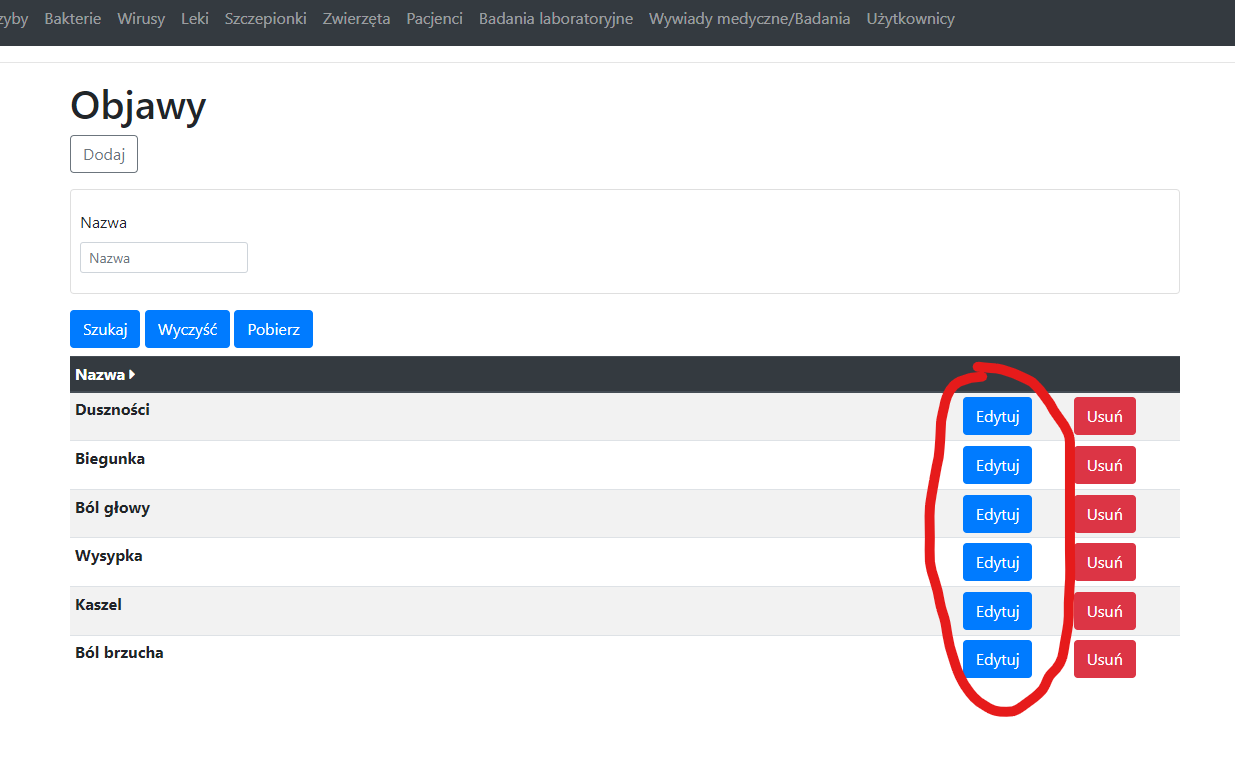 Bakterie Wirusy Leki Szczepionki Zwierzęta Pacjenci Badania laboratoryjne Wywiady medyczne/Badania Użytkownicy
Objawy
Dodaj
Nazwa
Nazwa
Szukaj Wyczyść Pobierz
Nazwa
Duszności Edytuj Usuń
Biegunka Edytuj Usuń
Ból głowy Edytuj Usuń
Wysypka Edytuj Usuń
Kaszel Edytuj Usuń
Ból brzucha Edytuj Usuń